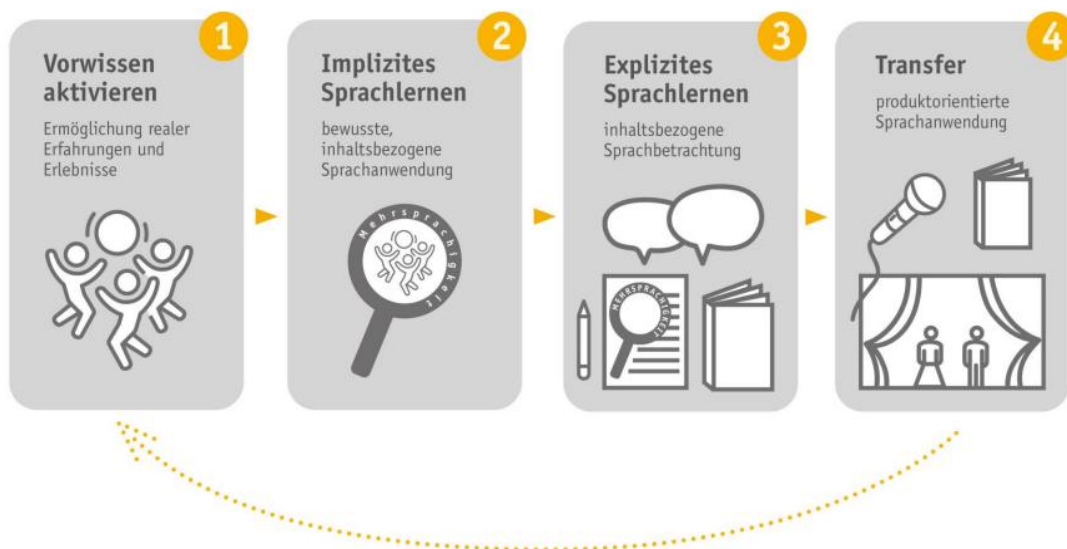 1
Vorwissen
aktivieren
Ermöglichung realer
Erfahrungen und
Erlebnisse
2
Implizites
Sprachlernen
bewusste,
inhaltsbezogene
Sprachanwendung
Mehrsprachigkeit
3
Explizites
Sprachlernen
inhaltsbezogene
Sprachbetrachtung
MEHRSPRACHIGKEIT
4
Transfer
produktorientierte
Sprachanwendung